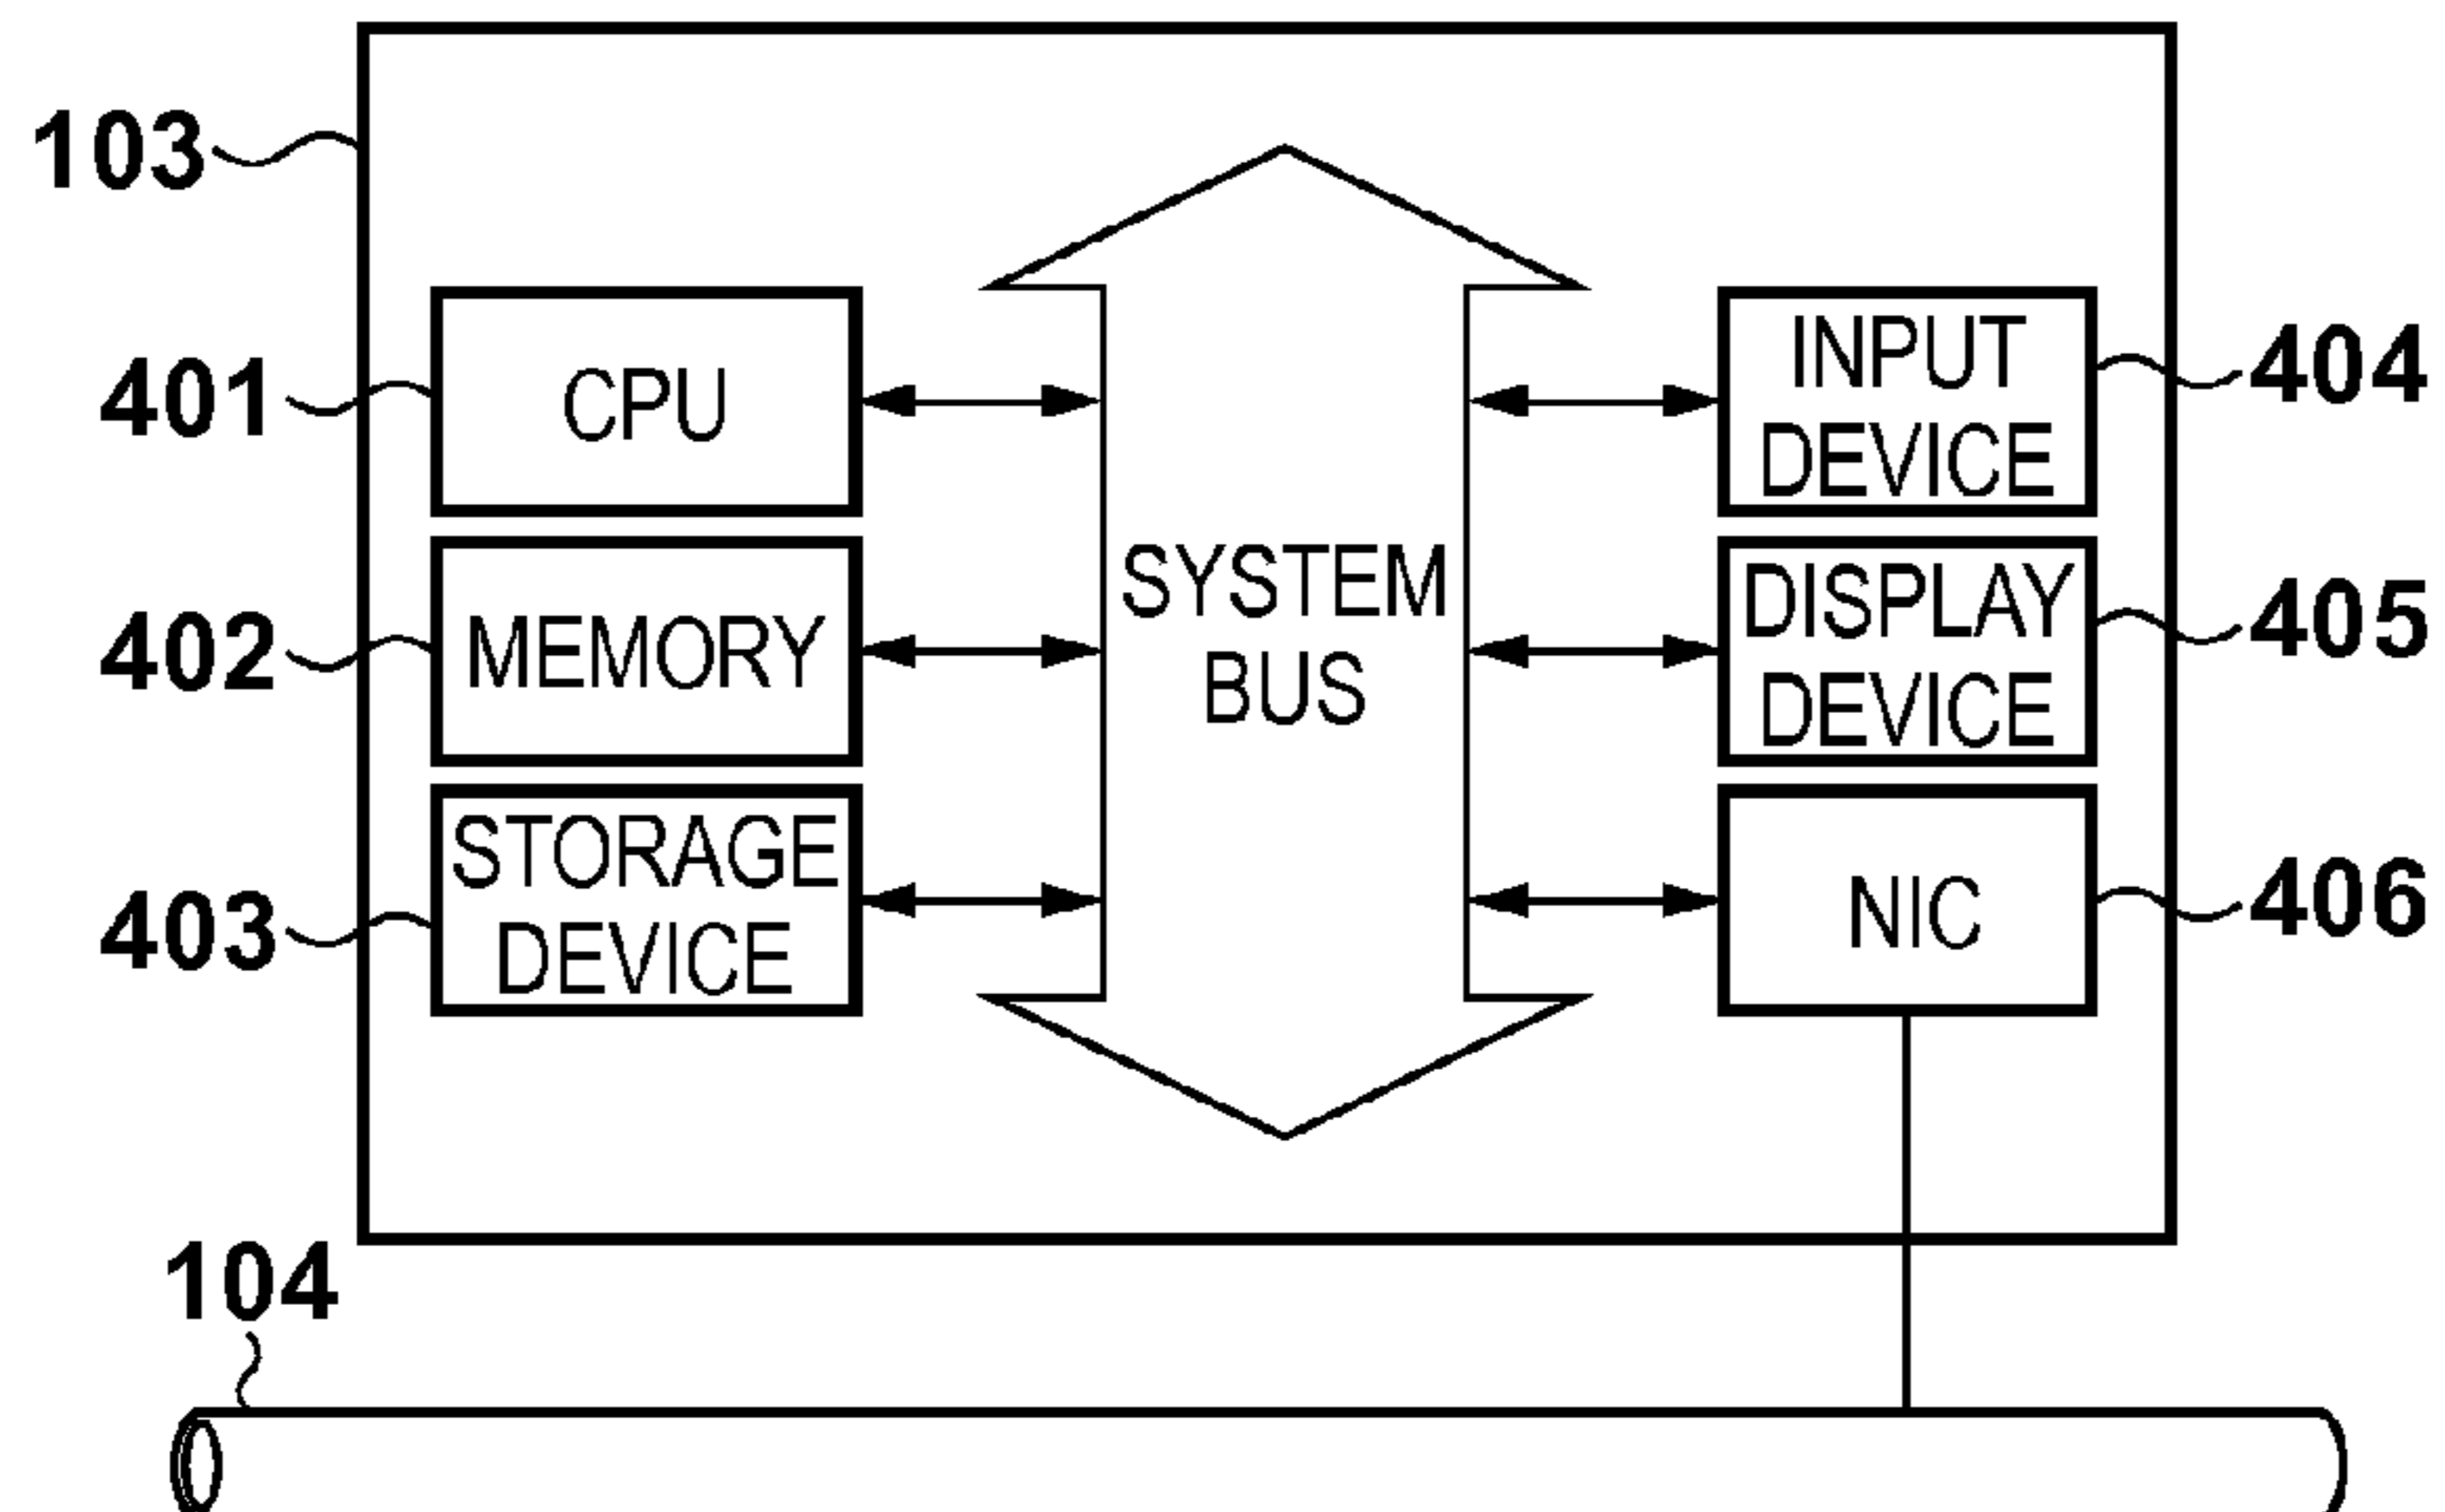 103
401
CPU
INPUT
DEVICE
404
402
MEMORY
SYSTEM
BUS
DISPLAY
DEVICE
405
403
STORAGE
DEVICE
NIC
406
104